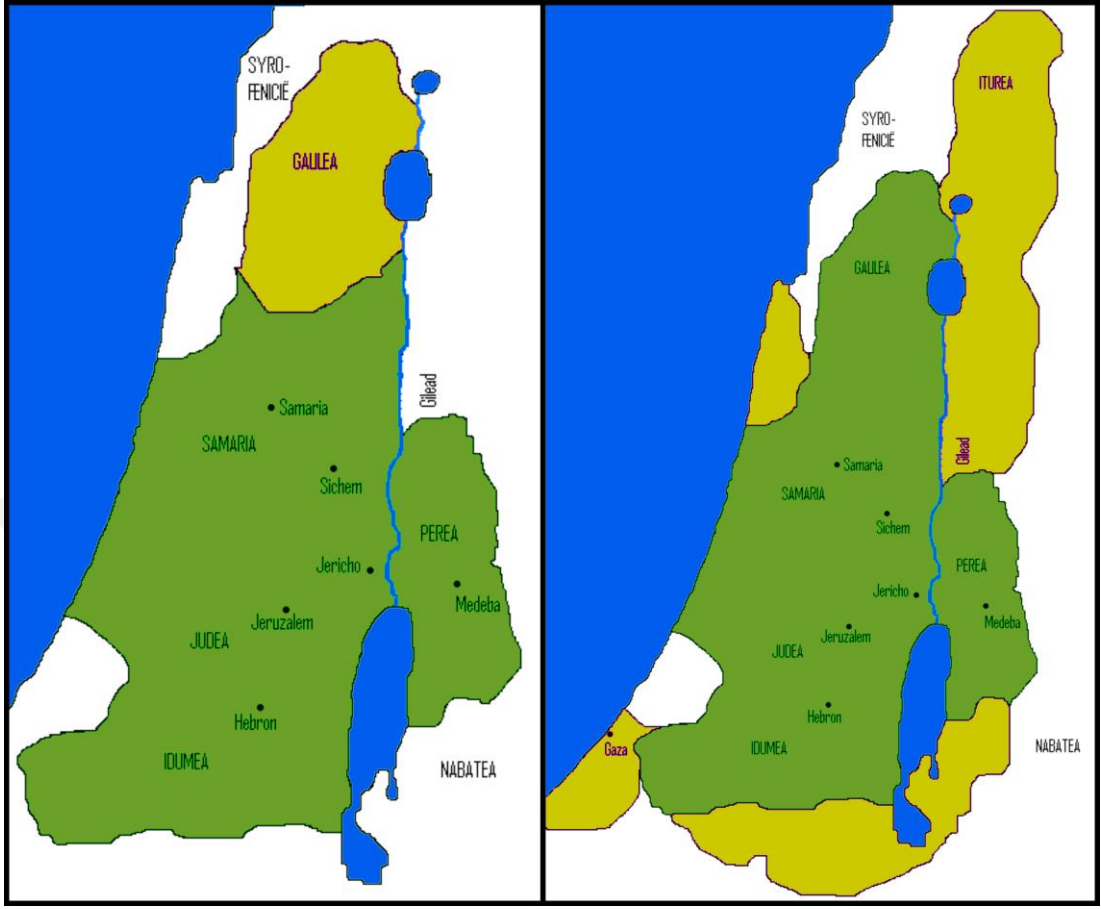 SYRO-
FENICIË
GALILEA
Gilead
Samaria
SAMARIA
Sichem
PEREA
Jericho
Medeba
Jeruzalem
JUDEA
Hebron
IDUMEA
NABATEA
ITUREA
SYRO-
FENICIË
GALILEA
Gilead
Samaria
SAMARIA
Sichem
PEREA
Jericho
Medeba
Jeruzalem
JUDEA
Hebron
Gaza
IDUMEA
NABATEA